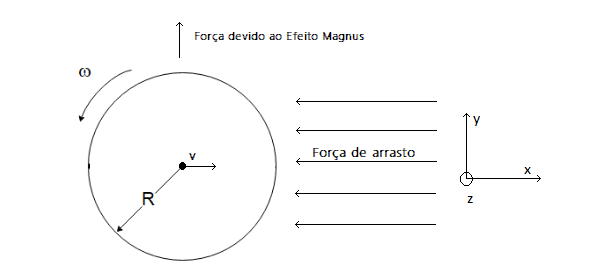 Força devido ao Efeito Magnus
ω
y
v
Força de arrasto
x
R
z